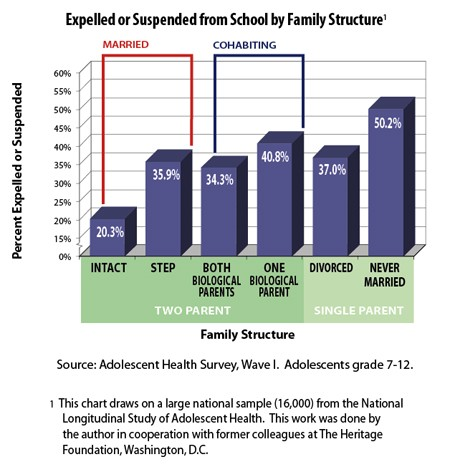 Expelled or Suspended from School by Family Structure¹
MARRIED
COHABITING
Percent Expelled or Suspended
60%
55%
50%
45%
40%
35%
30%
25%
20%
15%
0%
20.3%
35.9%
34.3%
40.8%
37.0%
50.2%
INTACT
STEP
BOTH
BIOLOGICAL
PARENTS
ONE
BIOLOGICAL
PARENT
DIVORCED
NEVER
MARRIED
TWO PARENT
SINGLE PARENT
Family Structure
Source: Adolescent Health Survey, Wave I. Adolescents grade 7-12.
1 This chart draws on a large national sample (16,000) from the National
Longitudinal Study of Adolescent Health. This work was done by
the author in cooperation with former colleagues at The Heritage
Foundation, Washington, D.C.